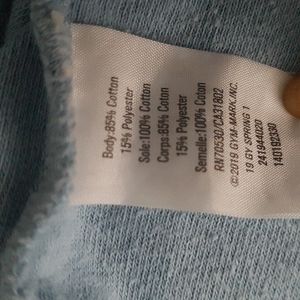 Body:85% Cotton
15% Polyester
Sole:100% Cotton
Corps:85% Coton
15% Polyester
Semelle:100% Coton
RN70530/CA31802
©2019 GYM-MARK.INC.
19 GY SPRING 1
241944020
140192330